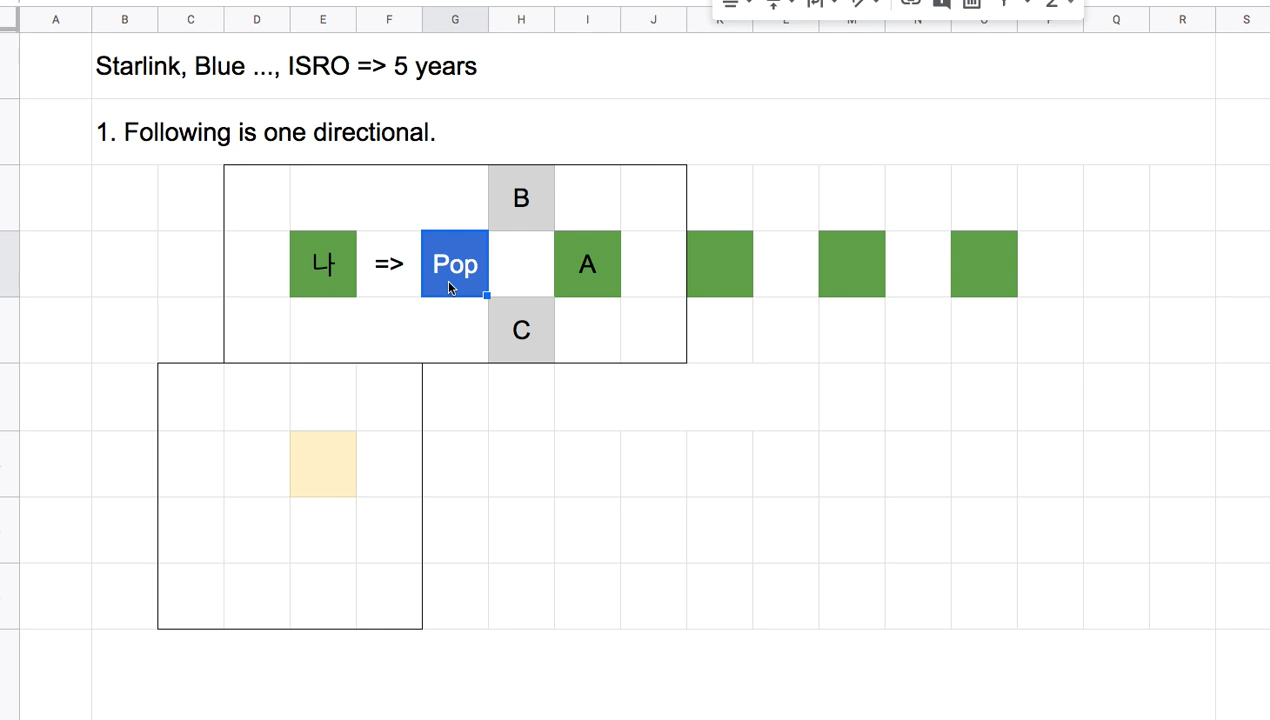 A B C D E F G H I J K L M N O P Q R S
Starlink, Blue ..., ISRO => 5 years
1. Following is one directional.
B
나 => Pop A
C